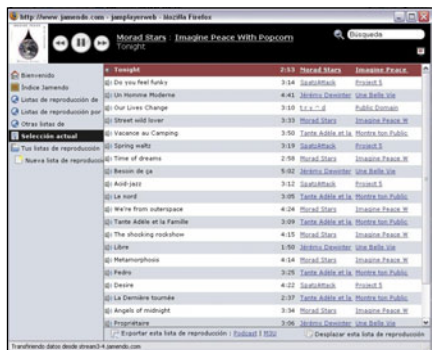 http://www.jamendo.com - jamplayerweb - Mozilla Firefox
Morad Stars : Imagine Peace With Popcorn
Tonight
Búsqueda
Bienvenido
Índice Jamendo
Listas de reproducción de
Listas de reproducción por
Otras listas de
Selección actual
Tus listas de reproducción
Nueva lista de reproducció
Tonight 2:53 Morad Stars Imagine Peace
Do you feel funky 3:14 SpatzAttack Project 5
Un Homme Moderne 4:41 Jérémy Dewinter Une Belle Vie
Our Lives Change 3:10 Public Domain
Street wild lover 3:33 Morad Stars Imagine Peace W
Vacance au Camping 3:50 Tante Adèle et la Montre ton Public
Spring waltz 3:19 SpatzAttack Project 5
Time of dreams 2:58 Morad Stars Imagine Peace W
Besoin de ça 5:02 Jérémy Dewinter Une Belle Vie
Acid-jazz 3:12 SpatzAttack Project 5
Le nord 3:05 Tante Adèle et la Montre ton Public
We're from outerspace 4:24 Morad Stars Imagine Peace W
Tante Adèle et la Famille 3:09 Tante Adèle et la Montre ton Public
The shocking rockshow 4:15 Morad Stars Imagine Peace W
Libre 1:50 Jérémy Dewinter Une Belle Vie
Metamorphosis 4:14 Morad Stars Imagine Peace W
Pedro 3:25 Tante Adèle et la Montre ton Public
Desire 4:22 SpatzAttack Project 5
La Dernière tournée 2:37 Tante Adèle et la Montre ton Public
Angels of midnight 3:34 Morad Stars Imagine Peace W
Propriétaire 3:06 Jérémy Dewinter Une Belle Vie
Exportar esta lista de reproducción : Podcast | M3U
Desplazar esta lista de reproducción
Transfiriendo datos desde stream3-4.jamendo.com